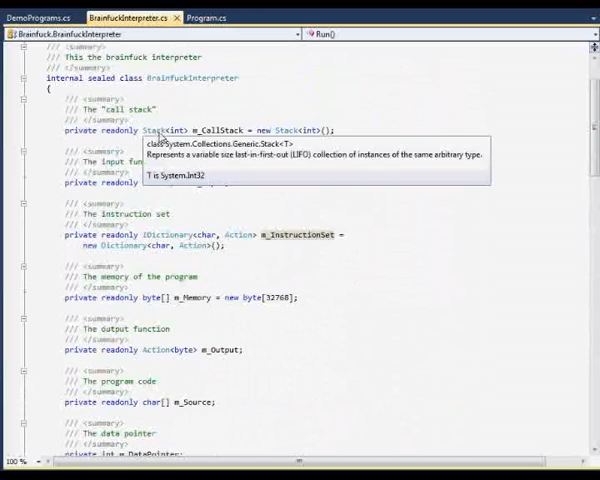 DemoPrograms.cs BrainfuckInterpreter.cs × Program.cs
Brainfuck.BrainfuckInterpreter Run()
/// <summary>
/// This the brainfuck interpreter
/// </summary>
internal sealed class BrainfuckInterpreter
{
/// <summary>
/// The "call stack"
/// </summary>
private readonly Stack<int> m_CallStack = new Stack<int>();
class System.Collections.Generic.Stack<T>
Represents a variable size last-in-first-out (LIFO) collection of instances of the same arbitrary type.
T is System.Int32
/// <summary>
/// The input fun
/// </summary>
private readonly
/// <summary>
/// The instruction set
/// </summary>
private readonly IDictionary<char, Action> m_InstructionSet =
new Dictionary<char, Action>();
/// <summary>
/// The memory of the program
/// </summary>
private readonly byte[] m_Memory = new byte[32768];
/// <summary>
/// The output function
/// </summary>
private readonly Action<byte> m_Output;
/// <summary>
/// The program code
/// </summary>
private readonly char[] m_Source;
/// <summary>
/// The data pointer
/// </summary>
private int m_DataPointer;
100 %